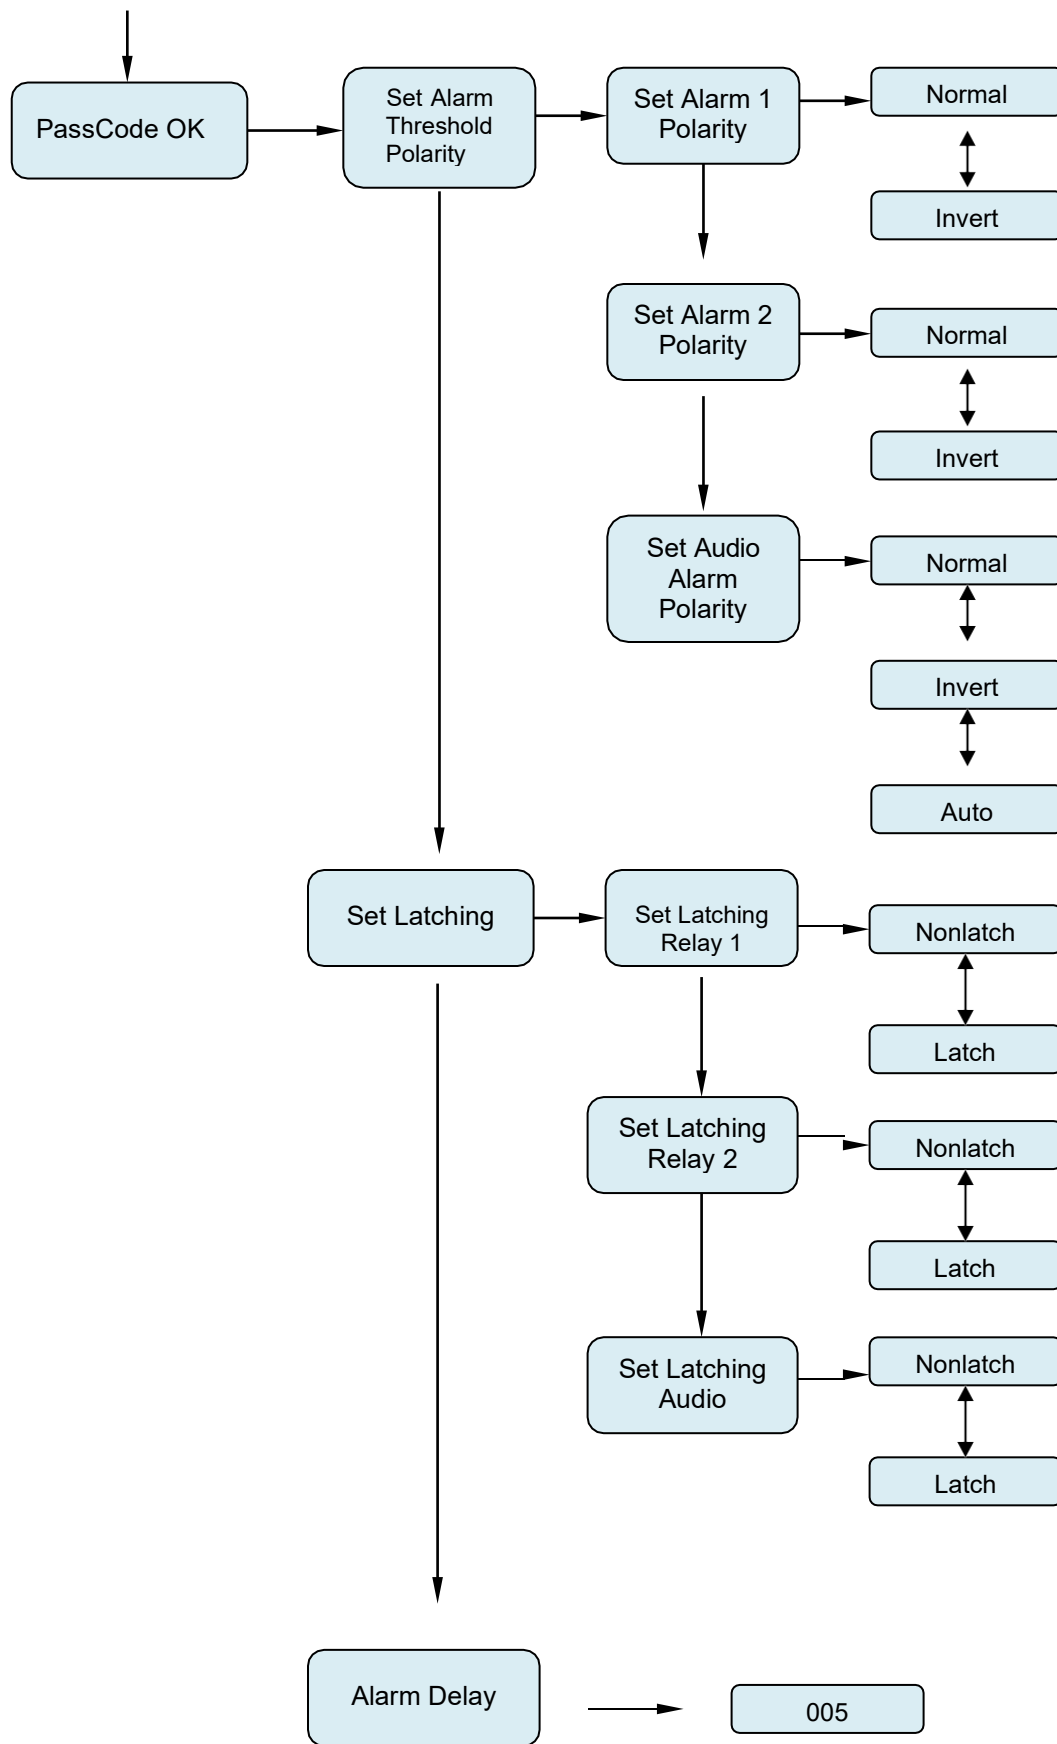 PassCode OK
Set Alarm
Threshold
Polarity
Set Alarm 1
Polarity
Normal
Invert
Set Alarm 2
Polarity
Normal
Invert
Set Audio
Alarm
Polarity
Normal
Invert
Auto
Set Latching
Set Latching
Relay 1
Nonlatch
Latch
Set Latching
Relay 2
Nonlatch
Latch
Set Latching
Audio
Nonlatch
Latch
Alarm Delay
005